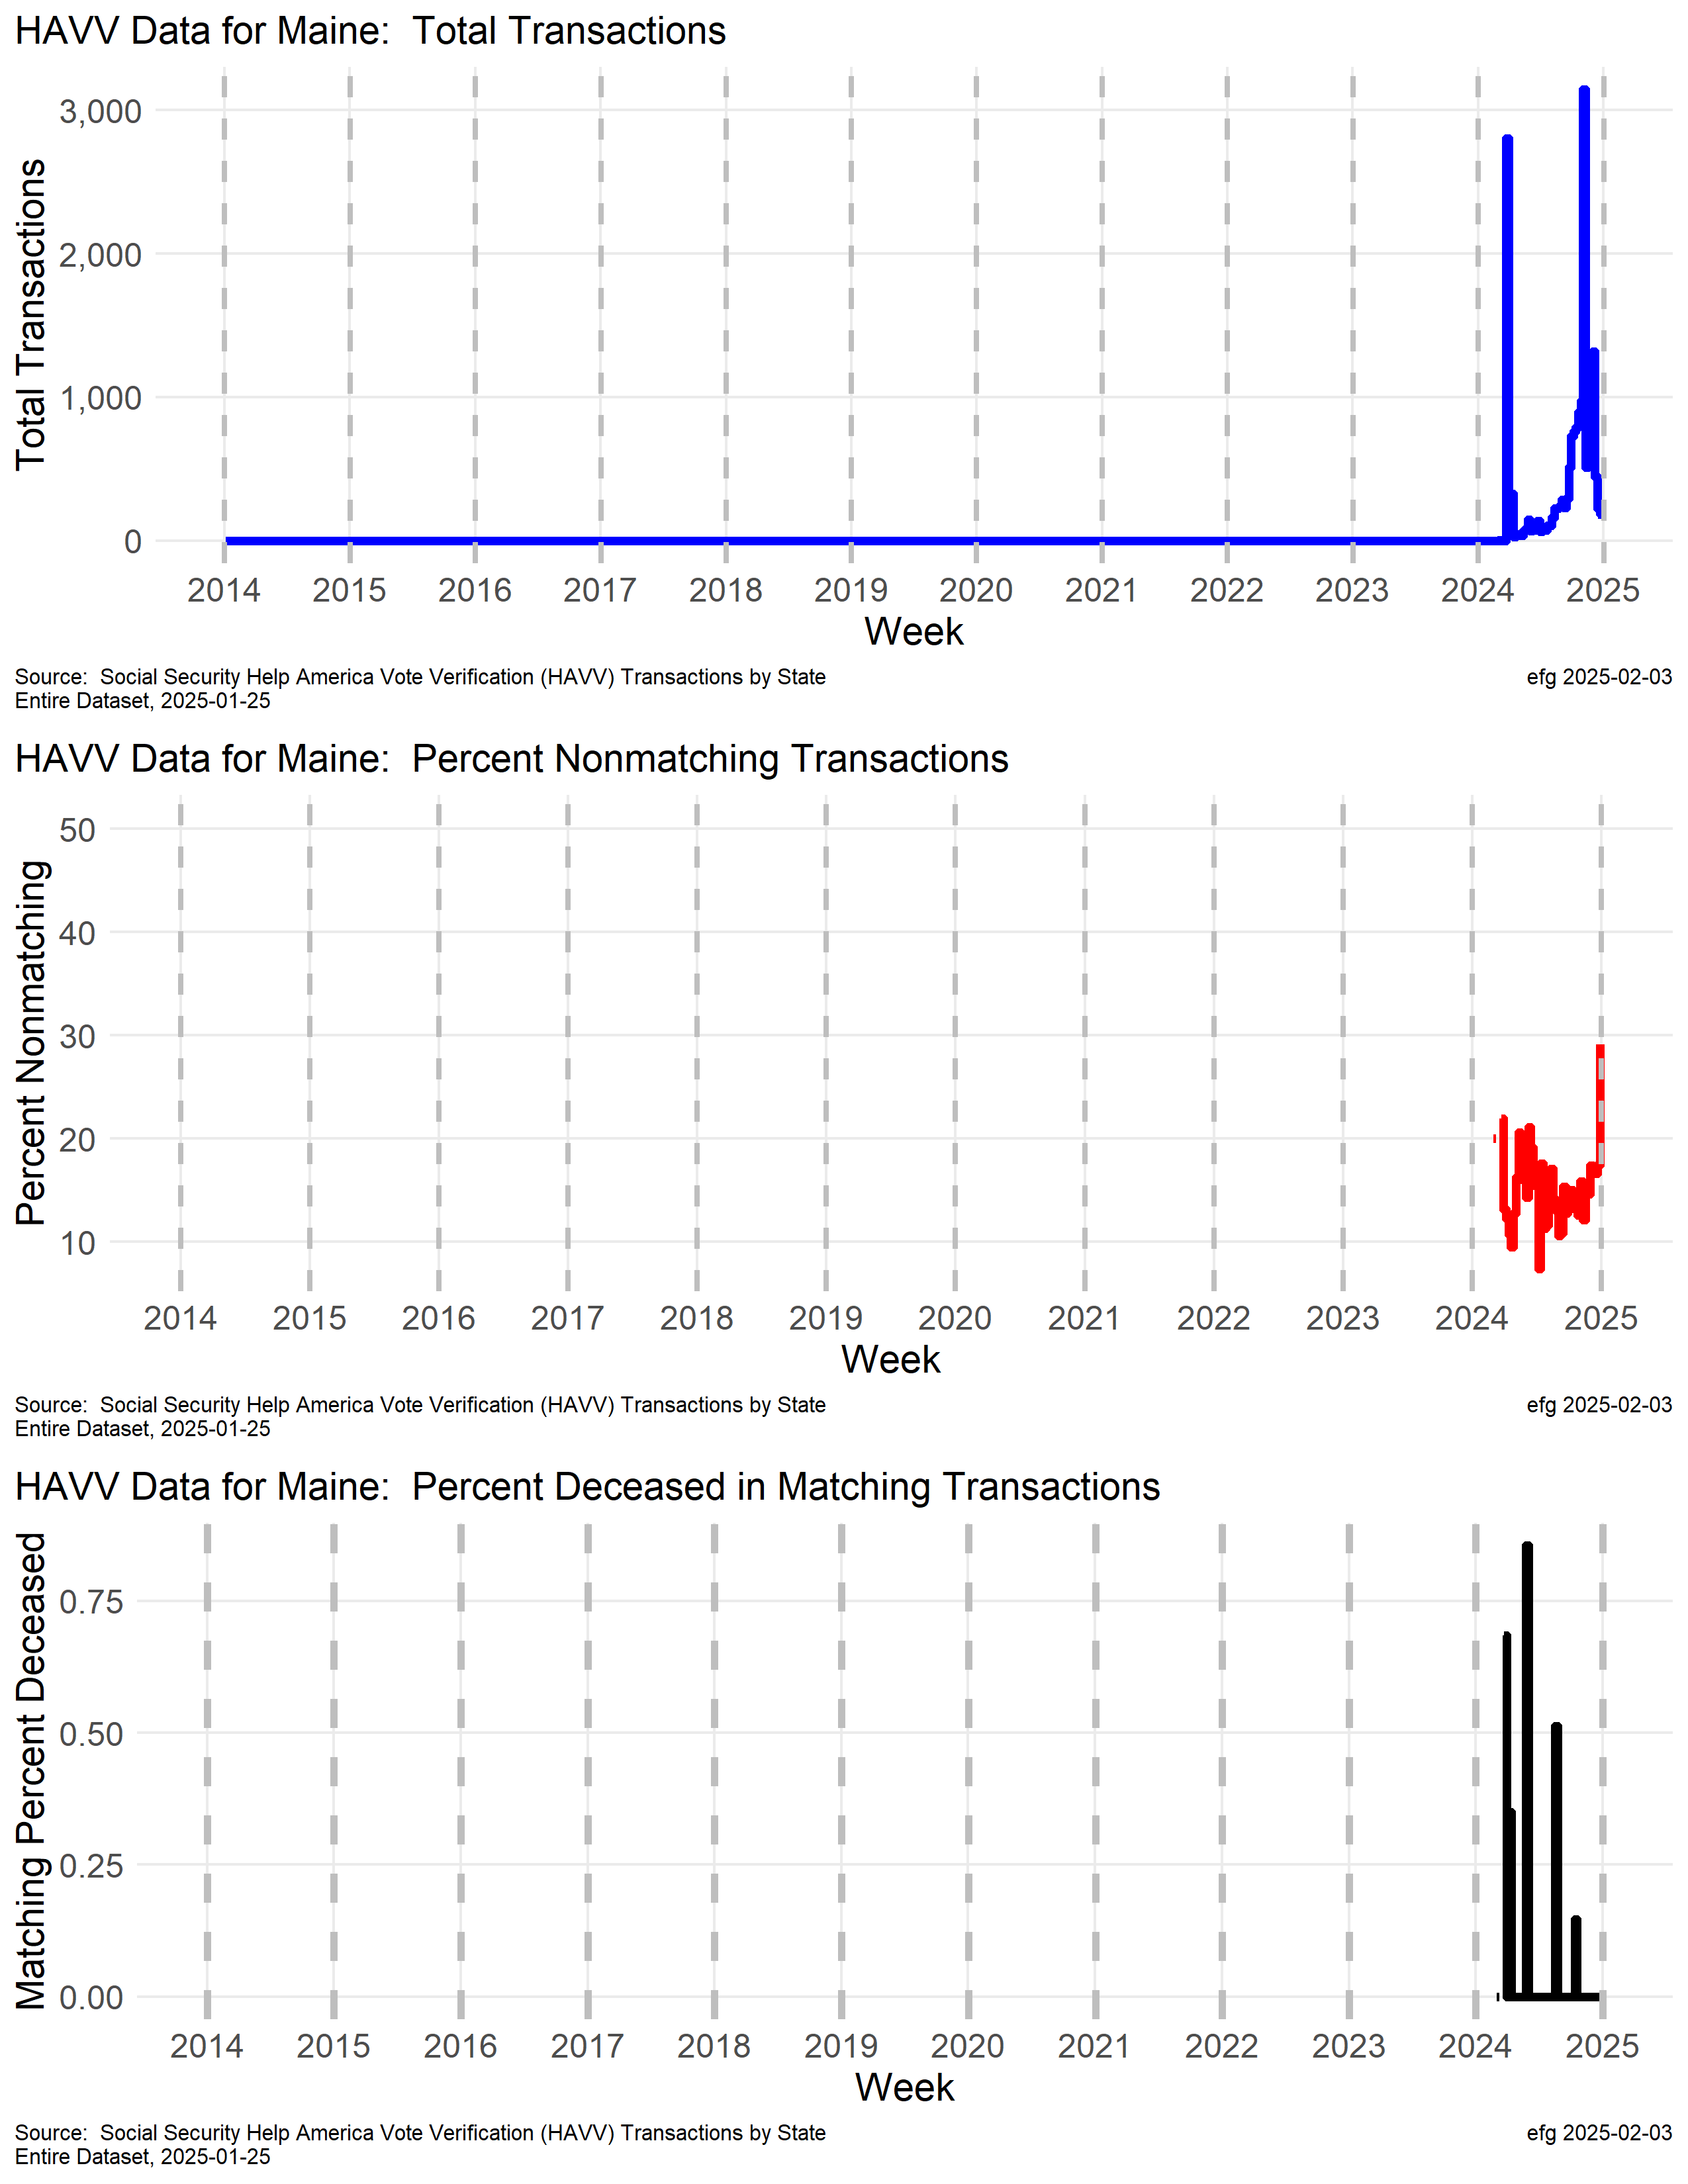 HAVV Data for Maine:  Total Transactions
Total Transactions
3,000
2,000
1,000
0
2014 2015 2016 2017 2018 2019 2020 2021 2022 2023 2024 2025
Week
Source:  Social Security Help America Vote Verification (HAVV) Transactions by State
Entire Dataset, 2025-01-25
efg 2025-02-03
HAVV Data for Maine:  Percent Nonmatching Transactions
Percent Nonmatching
50
40
30
20
10
2014 2015 2016 2017 2018 2019 2020 2021 2022 2023 2024 2025
Week
Source:  Social Security Help America Vote Verification (HAVV) Transactions by State
Entire Dataset, 2025-01-25
efg 2025-02-03
HAVV Data for Maine:  Percent Deceased in Matching Transactions
Matching Percent Deceased
0.75
0.50
0.25
0.00
2014 2015 2016 2017 2018 2019 2020 2021 2022 2023 2024 2025
Week
Source:  Social Security Help America Vote Verification (HAVV) Transactions by State
Entire Dataset, 2025-01-25
efg 2025-02-03